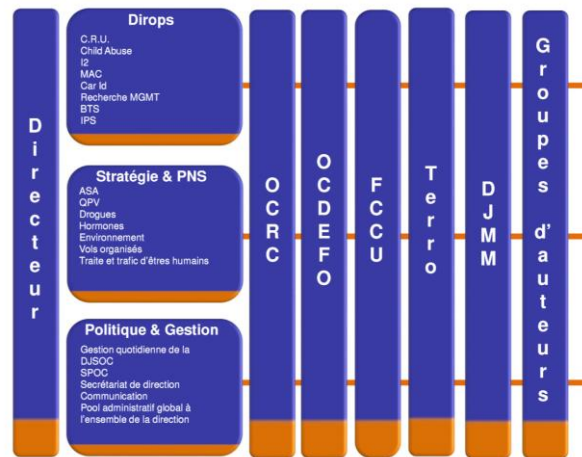 Directeur
Dirops
C.R.U.
Child Abuse
I2
MAC
Car Id
Recherche MGMT
BTS
IPS
Stratégie & PNS
ASA
QPV
Drogues
Hormones
Environnement
Vols organisés
Traite et trafic d'êtres humains
Politique & Gestion
Gestion quotidienne de la
DJSOC
SPOC
Secrétariat de direction
Communication
Pool administratif global à
l'ensemble de la direction
OCRC
OCDEFO
FCCU
Terro
DJMM
Groupes d'auteurs